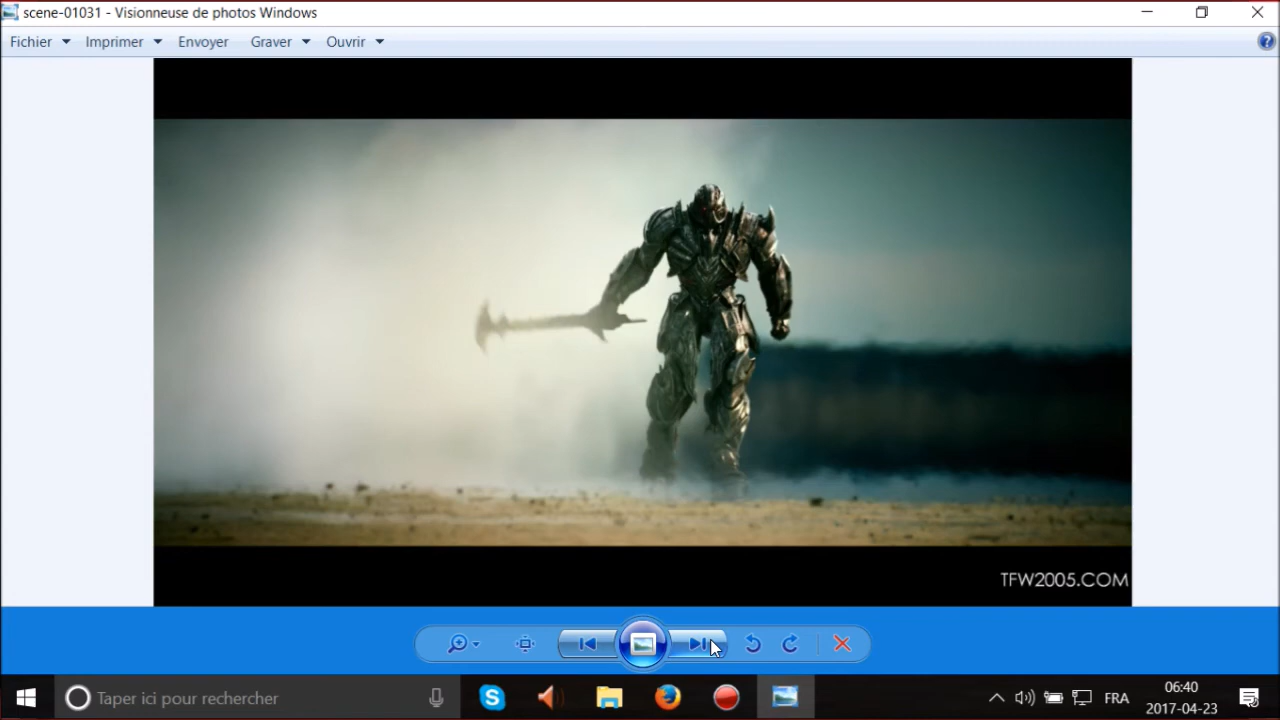 scene-01031 - Visionneuse de photos Windows
Fichier Imprimer Envoyer Graver Ouvrir
TFW2005.COM
Taper ici pour rechercher
FRA
06:40
2017-04-23